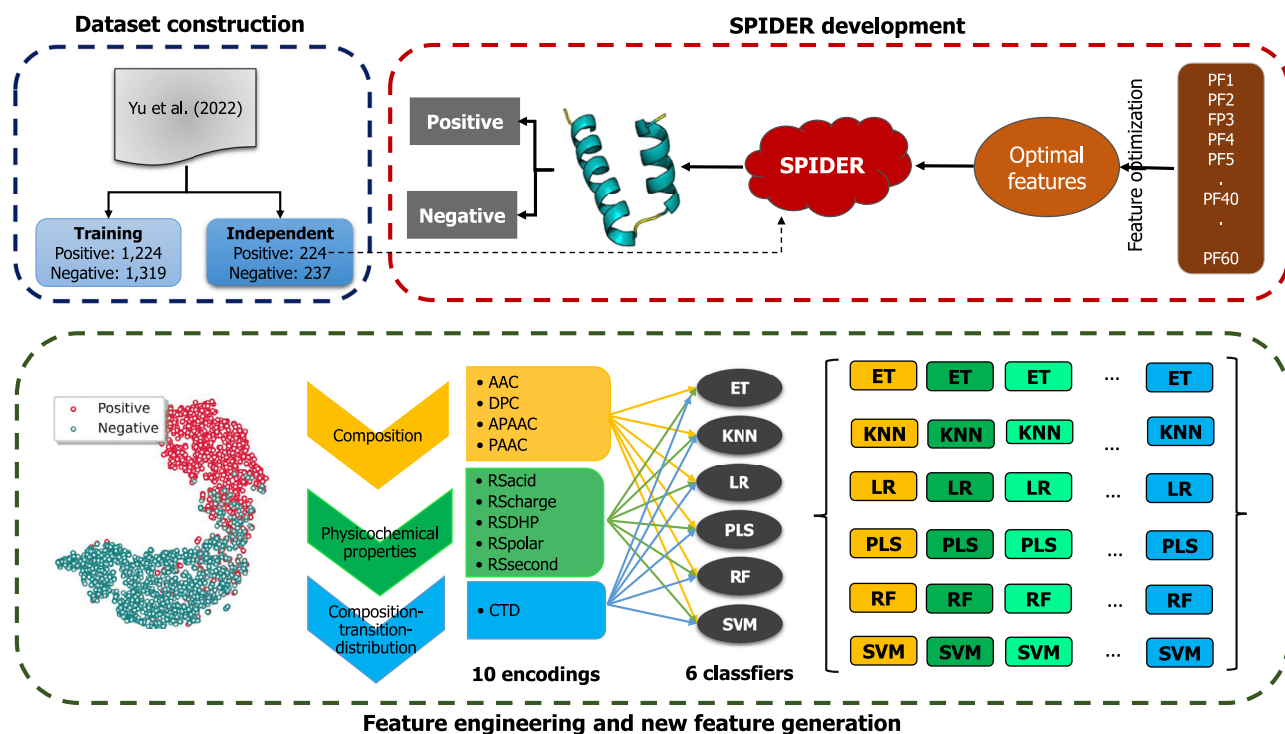 Dataset construction
Yu et al. (2022)
Training
Positive: 1,224
Negative: 1,319
Independent
Positive: 224
Negative: 237
SPIDER development
Positive
Negative
SPIDER
Optimal
features
Feature optimization
PF1
PF2
FP3
PF4
PF5
.
PF40
.
PF60
Positive
Negative
Composition
Physicochemical
properties
Composition-
transition-
distribution
• AAC
• DPC
• APAAC
• PAAC
• RSacid
• RScharge
• RSDHP
• RSpolar
• RSsecond
• CTD
10 encodings
ET
KNN
LR
PLS
RF
SVM
6 classfiers
ET ET ET ... ET
KNN KNN KNN ... KNN
LR LR LR ... LR
PLS PLS PLS ... PLS
RF RF RF ... RF
SVM SVM SVM ... SVM
Feature engineering and new feature generation